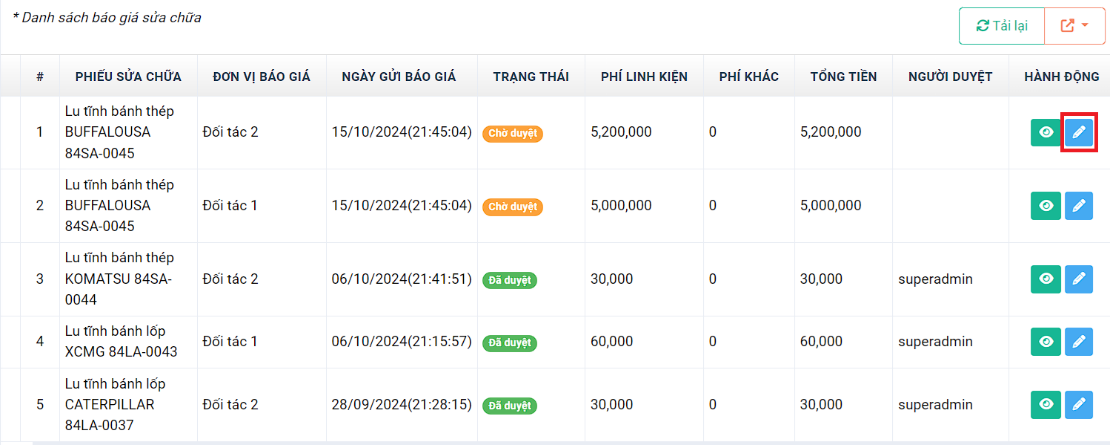 * Danh sách báo giá sửa chữa
Tải lại
# PHIẾU SỬA CHỮA ĐƠN VỊ BÁO GIÁ NGÀY GỬI BÁO GIÁ TRẠNG THÁI PHÍ LINH KIỆN PHÍ KHÁC TỔNG TIỀN NGƯỜI DUYỆT HÀNH ĐỘNG
Lu tĩnh bánh thép
1 BUFFALOUSA Đối tác 2 15/10/2024(21:45:04) Chờ duyệt 5,200,000 0 5,200,000
84SA-0045
Lu tĩnh bánh thép
2 BUFFALOUSA Đối tác 1 15/10/2024(21:45:04) Chờ duyệt 5,000,000 0 5,000,000
84SA-0045
Lu tĩnh bánh thép
3 KOMATSU 84SA- Đối tác 2 06/10/2024(21:41:51) Đã duyệt 30,000 0 30,000 superadmin
0044
Lu tĩnh bánh lốp
4 Đối tác 1 06/10/2024(21:15:57) Đã duyệt 60,000 0 60,000 superadmin
XCMG 84LA-0043
Lu tĩnh bánh lốp
5 CATERPILLAR Đối tác 2 28/09/2024(21:28:15) Đã duyệt 30,000 0 30,000 superadmin
84LA-0037